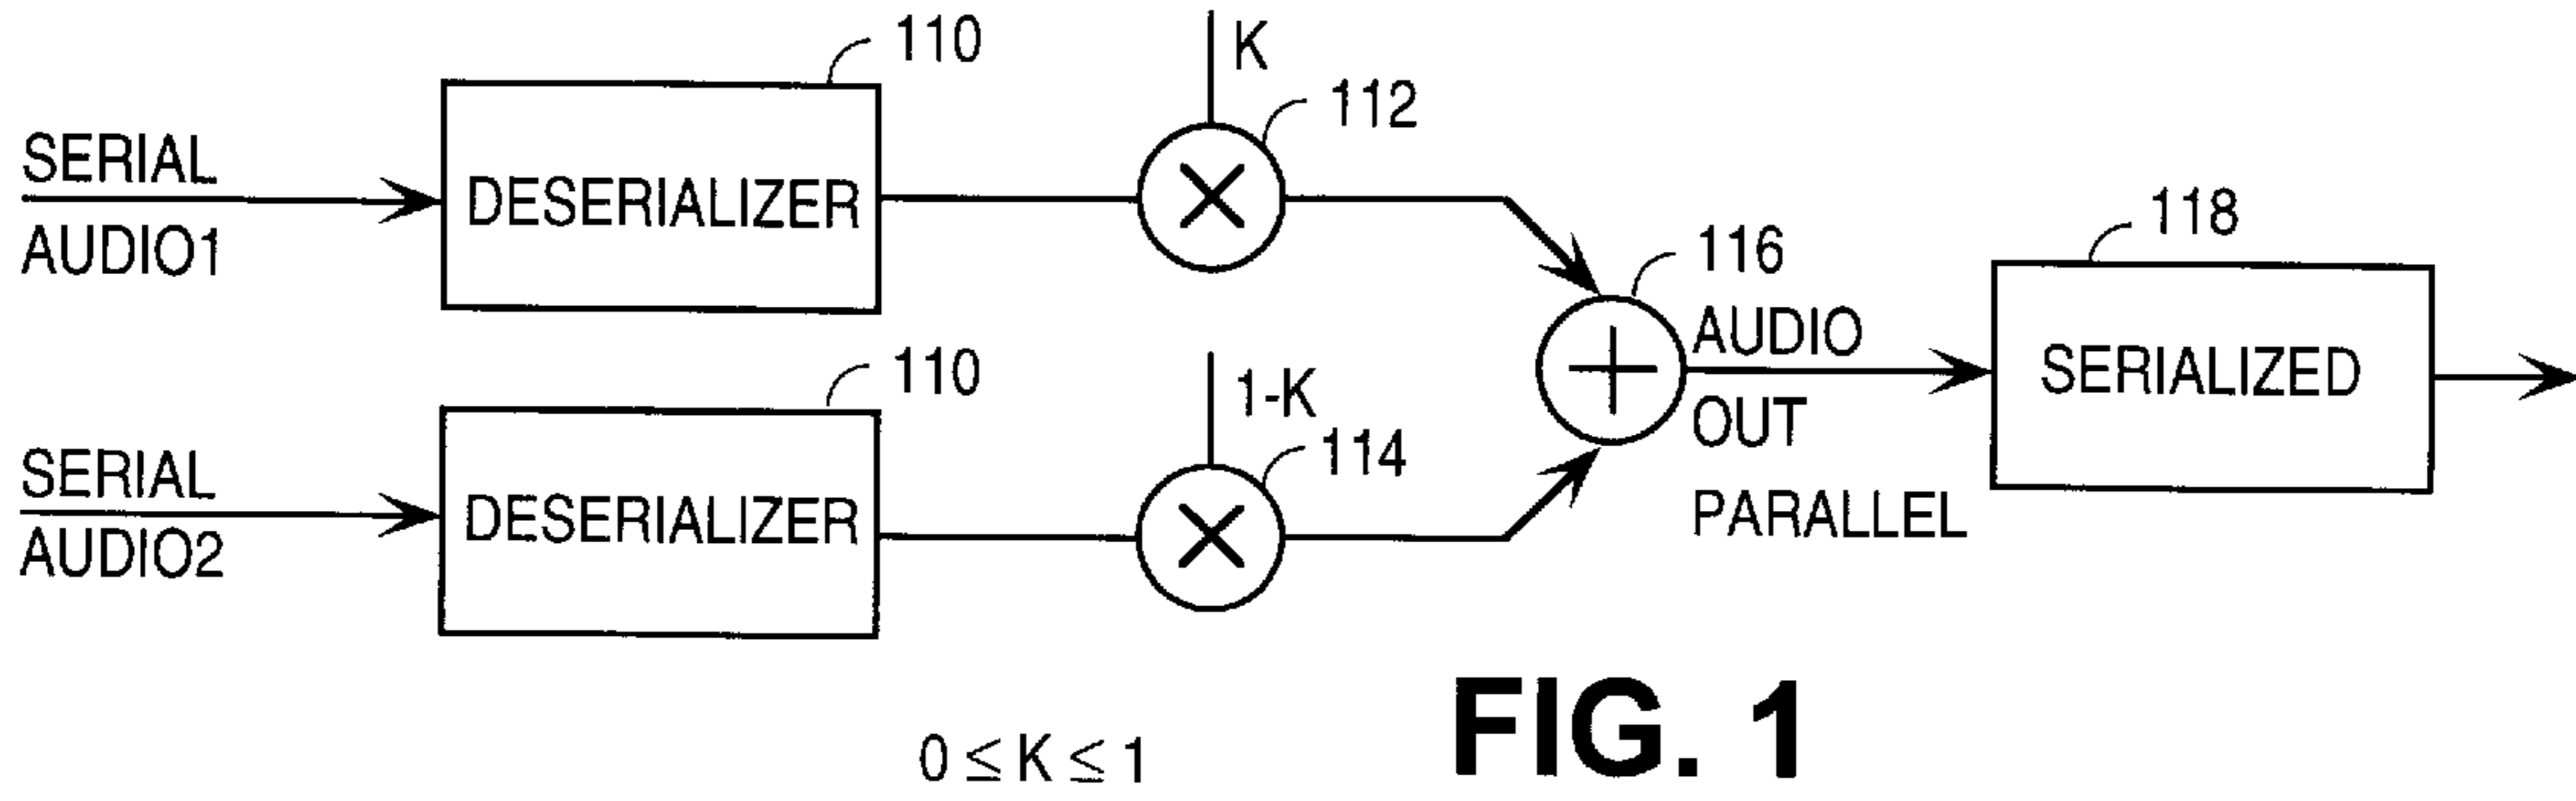 110
K
112
SERIAL
AUDIO1
DESERIALIZER
118
116
AUDIO
OUT
PARALLEL
SERIALIZED
110
1-K
114
SERIAL
AUDIO2
DESERIALIZER
0 ≤ K ≤ 1
FIG. 1